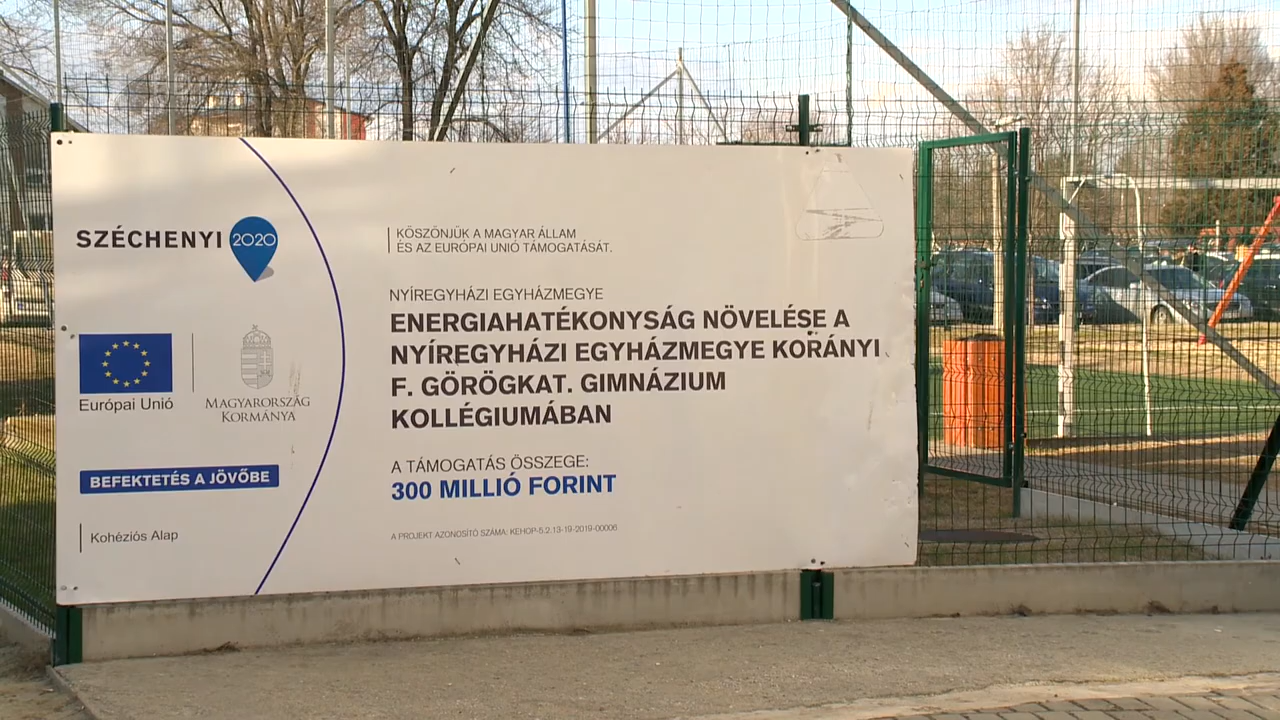 SZÉCHENYI 2020
Európai Unió
MAGYARORSZÁG
KORMÁNYA
BEFEKTETÉS A JÖVŐBE
Kohéziós Alap
KÖSZÖNJÜK A MAGYAR ÁLLAM
ÉS AZ EURÓPAI UNIÓ TÁMOGATÁSÁT.
NYÍREGYHÁZI EGYHÁZMEGYE
ENERGIAHATÉKONYSÁG NÖVELÉSE A
NYÍREGYHÁZI EGYHÁZMEGYE KORÁNYI
F. GÖRÖGKAT. GIMNÁZIUM
KOLLÉGIUMÁBAN
A TÁMOGATÁS ÖSSZEGE:
300 MILLIÓ FORINT
A PROJEKT AZONOSÍTÓ SZÁMA: KEHOP-5.2.13-19-2019-00006